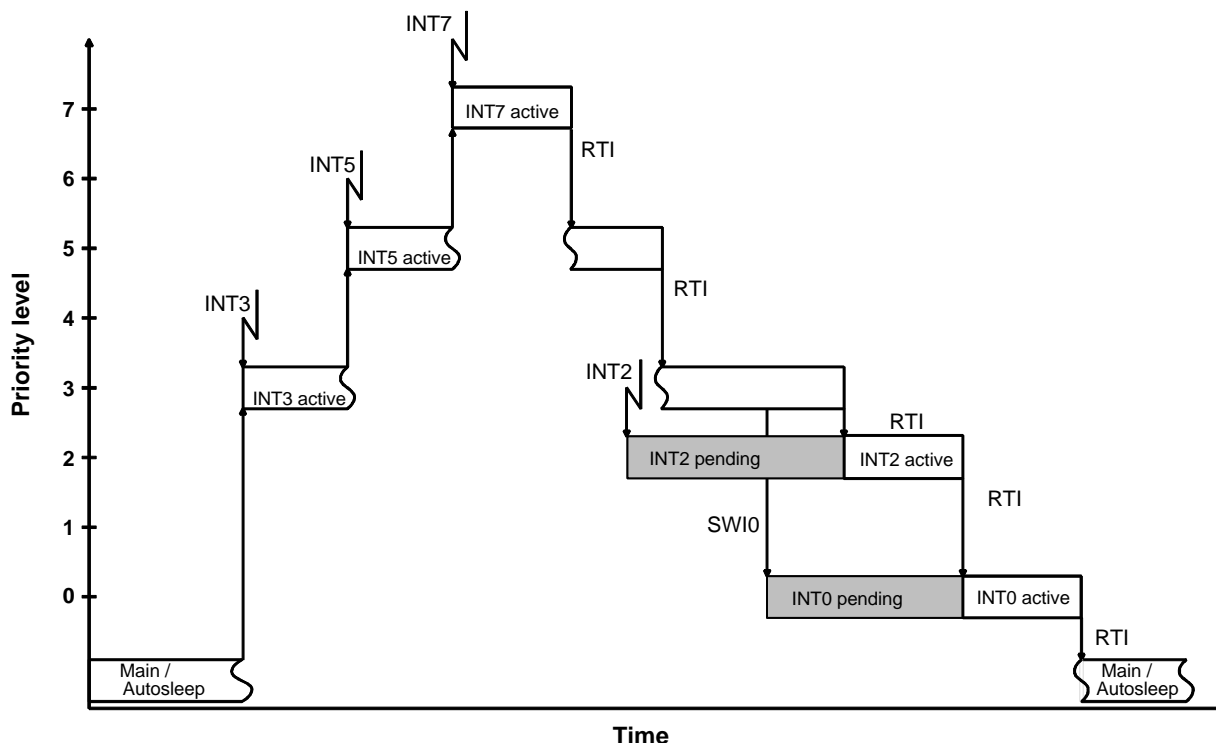 INT7
7
INT7 active
RTI
6
INT5
5
INT5 active
RTI
4
INT3
Priority level
3
INT3 active
INT2
RTI
2
INT2 pending
INT2 active
RTI
1
SWI0
0
INT0 pending
INT0 active
RTI
Main /
Autosleep
Main /
Autosleep
Time